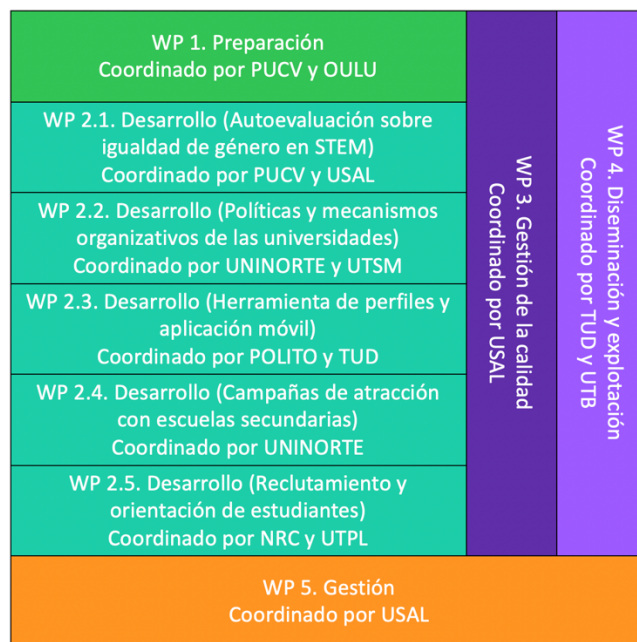 WP 1. Preparación
Coordinado por PUCV y OULU
WP 2.1. Desarrollo (Autoevaluación sobre
igualdad de género en STEM)
Coordinado por PUCV y USAL
WP 2.2. Desarrollo (Políticas y mecanismos
organizativos de las universidades)
Coordinado por UNINORTE y UTSM
WP 2.3. Desarrollo (Herramienta de perfiles y
aplicación móvil)
Coordinado por POLITO y TUD
WP 2.4. Desarrollo (Campañas de atracción
con escuelas secundarias)
Coordinado por UNINORTE
WP 2.5. Desarrollo (Reclutamiento y
orientación de estudiantes)
Coordinado por NRC y UTPL
WP 3. Gestión de la calidad
Coordinado por USAL
WP 4. Diseminación y explotación
Coordinado por TUD y UTB
WP 5. Gestión
Coordinado por USAL